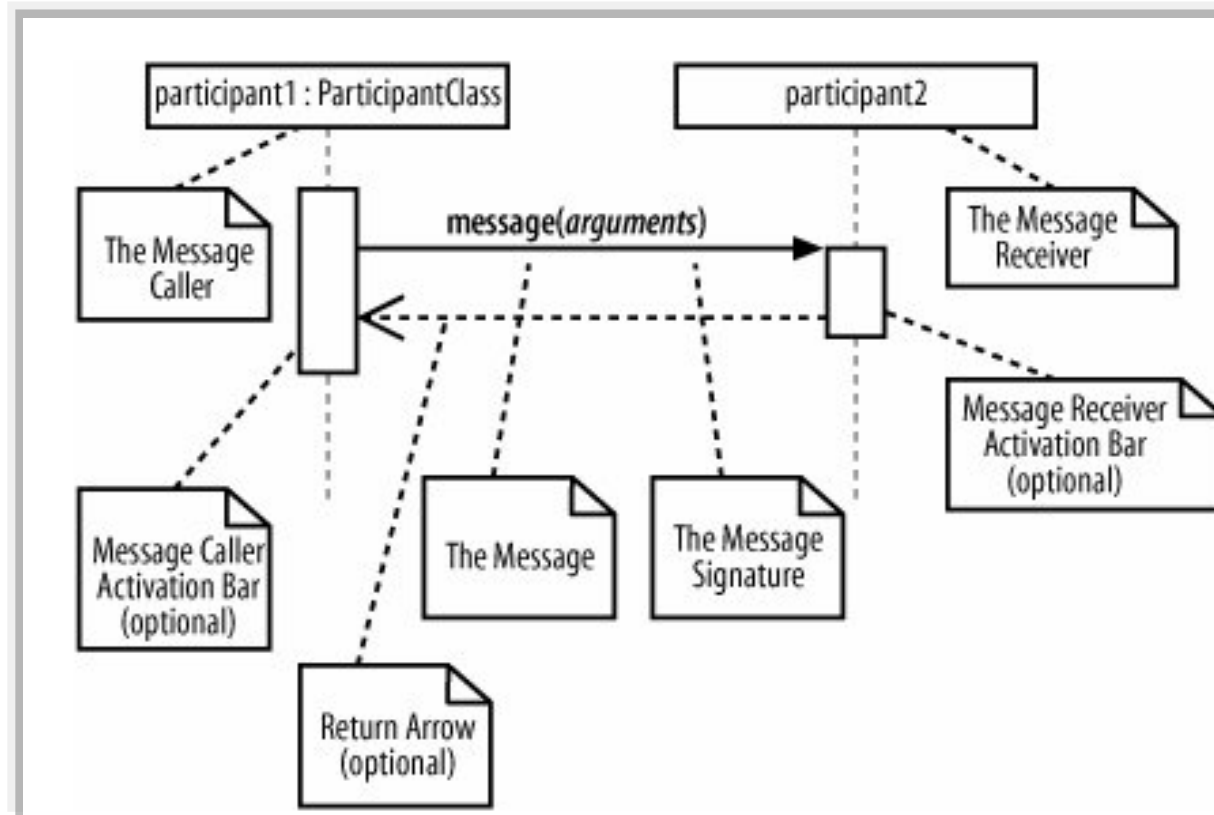 participant1 : ParticipantClass
participant2
The Message
Caller
message(arguments)
The Message
Receiver
Message Receiver
Activation Bar
(optional)
Message Caller
Activation Bar
(optional)
The Message
The Message
Signature
Return Arrow
(optional)